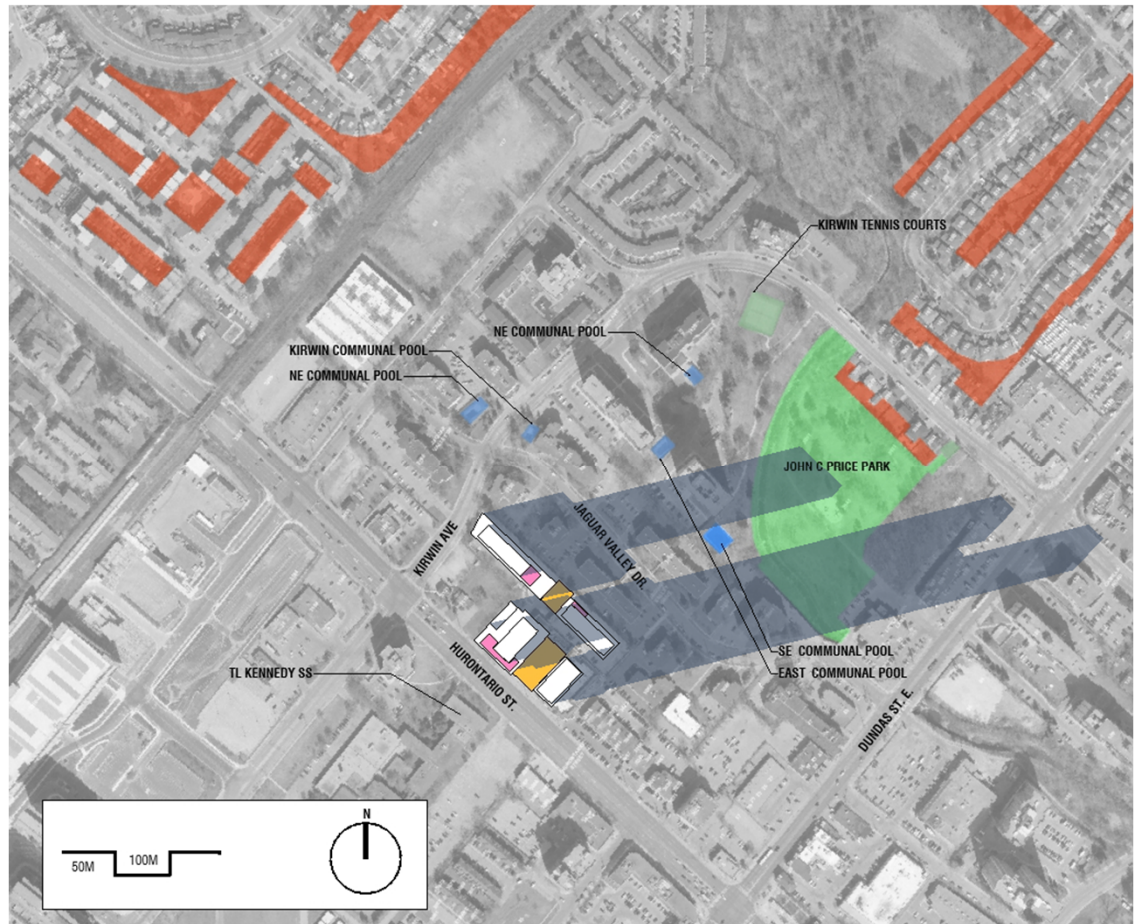 KIRWIN TENNIS COURTS
NE COMMUNAL POOL
KIRWIN COMMUNAL POOL
NE COMMUNAL POOL
JOHN C PRICE PARK
KIRWIN AVE
JAGUAR VALLEY DR.
HURONTARIO ST.
SE COMMUNAL POOL
EAST COMMUNAL POOL
TL KENNEDY SS
DUNDAS ST. E.
N
50M
100M